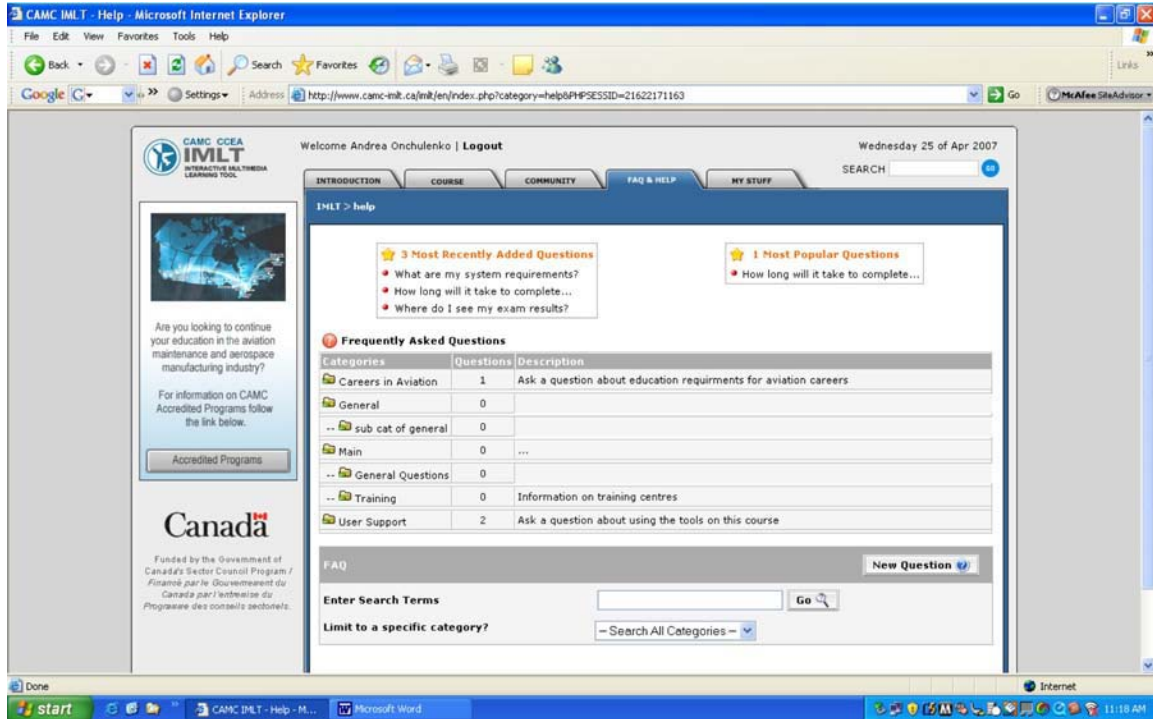 CAMC IMLT - Help - Microsoft Internet Explorer
File Edit View Favorites Tools Help
Links
Back Search Favorites
Google G Settings Address http://www.camc-imlt.ca/imlt/en/index.php?category=help&PHPSESSID=21622171163 Go McAfee SiteAdvisor
CAMC CCEA
IMLT
INTERACTIVE MULTIMEDIA
LEARNING TOOL
Welcome Andrea Onchulenko | Logout
Wednesday 25 of Apr 2007
SEARCH GO
INTRODUCTION COURSE COMMUNITY FAQ & HELP MY STUFF
IMLT > help
3 Most Recently Added Questions
What are my system requirements?
How long will it take to complete...
Where do I see my exam results?
1 Most Popular Questions
How long will it take to complete...
Are you looking to continue
your education in the aviation
maintenance and aerospace
manufacturing industry?
For information on CAMC
Accredited Programs follow
the link below.
Accredited Programs
Canada
Funded by the Government of
Canada's Sector Council Program /
Financé par le Gouvernement du
Canada par l'entremise du
Programme des conseils sectoriels.
Frequently Asked Questions
Categories Questions Description
Careers in Aviation 1 Ask a question about education requirments for aviation careers
General 0
-- sub cat of general 0
Main 0 ...
-- General Questions 0
-- Training 0 Information on training centres
User Support 2 Ask a question about using the tools on this course
FAQ New Question
Enter Search Terms Go
Limit to a specific category? -- Search All Categories --
Done Internet
start CAMC IMLT - Help - M... Microsoft Word 11:18 AM